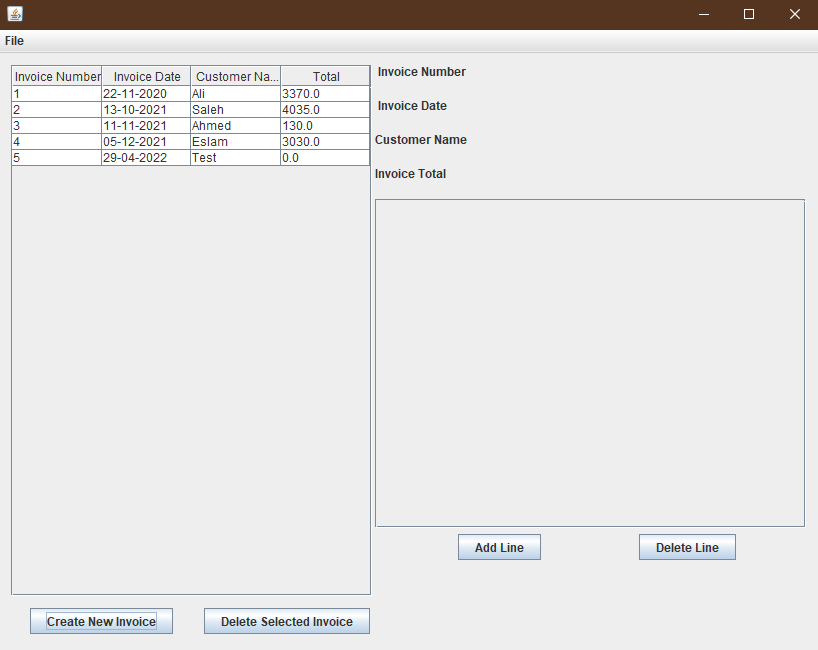 File
Invoice Number Invoice Date Customer Na... Total
1 22-11-2020 Ali 3370.0
2 13-10-2021 Saleh 4035.0
3 11-11-2021 Ahmed 130.0
4 05-12-2021 Eslam 3030.0
5 29-04-2022 Test 0.0
Create New Invoice Delete Selected Invoice
Invoice Number
Invoice Date
Customer Name
Invoice Total
Add Line Delete Line